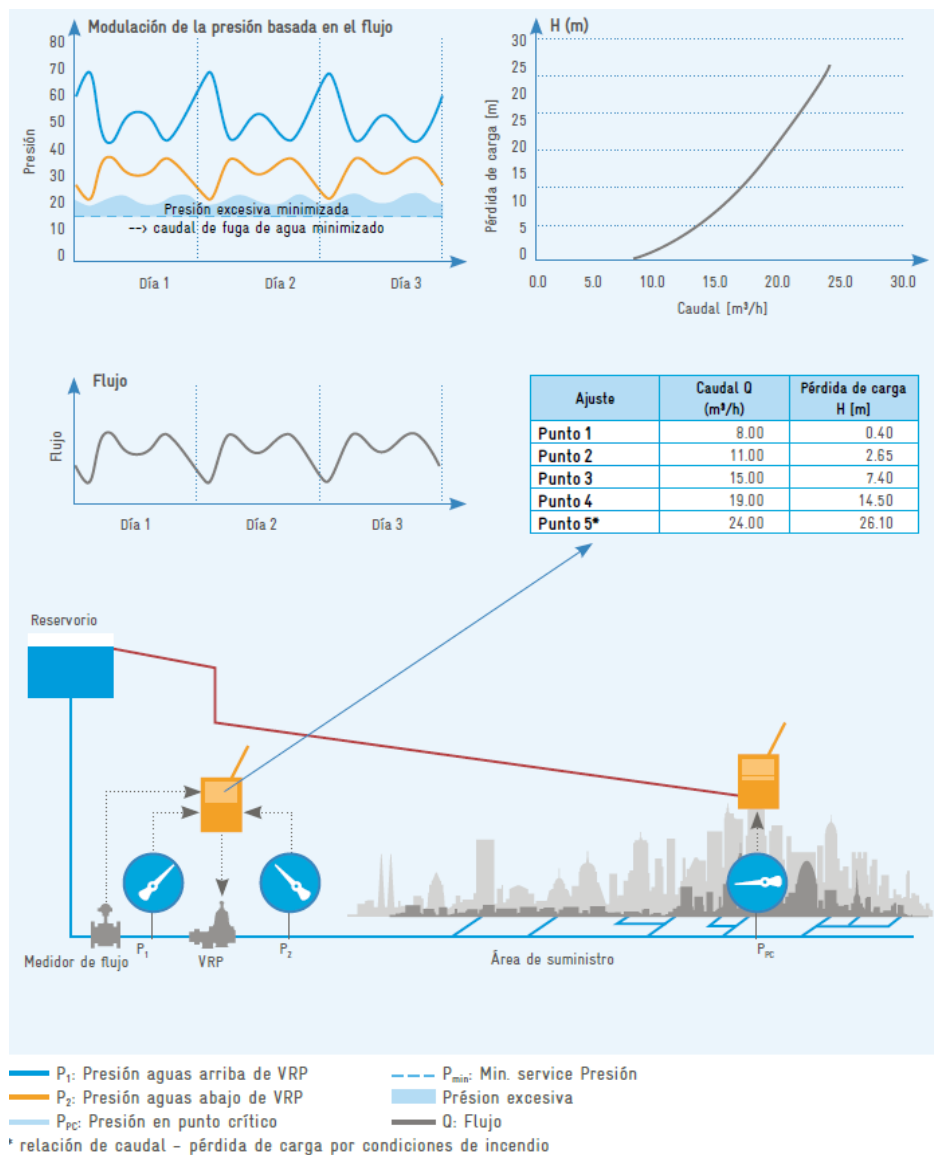 Modulación de la presión basada en el flujo
80
70
60
50
40
30
20
10
0
Presión
Presión excesiva minimizada
--> caudal de fuga de agua minimizado
Día 1
Día 2
Día 3
H (m)
30
25
20
25
20
15
10
5
0
Pérdida de carga [m]
0.0 5.0 10.0 15.0 20.0 25.0 30.0
Caudal [m³/h]
Flujo
Flujo
Día 1
Día 2
Día 3
Ajuste Caudal Q (m³/h) Pérdida de carga H [m]
Punto 1 8.00 0.40
Punto 2 11.00 2.65
Punto 3 15.00 7.40
Punto 4 19.00 14.50
Punto 5* 24.00 26.10
Reservorio
Medidor de flujo
P₁
VRP
P₂
Área de suministro
PPC
P₁: Presión aguas arriba de VRP
P₂: Presión aguas abajo de VRP
PPC: Presión en punto crítico
Pmin: Min. service Presión
Présion excesiva
Q: Flujo
* relación de caudal - pérdida de carga por condiciones de incendio